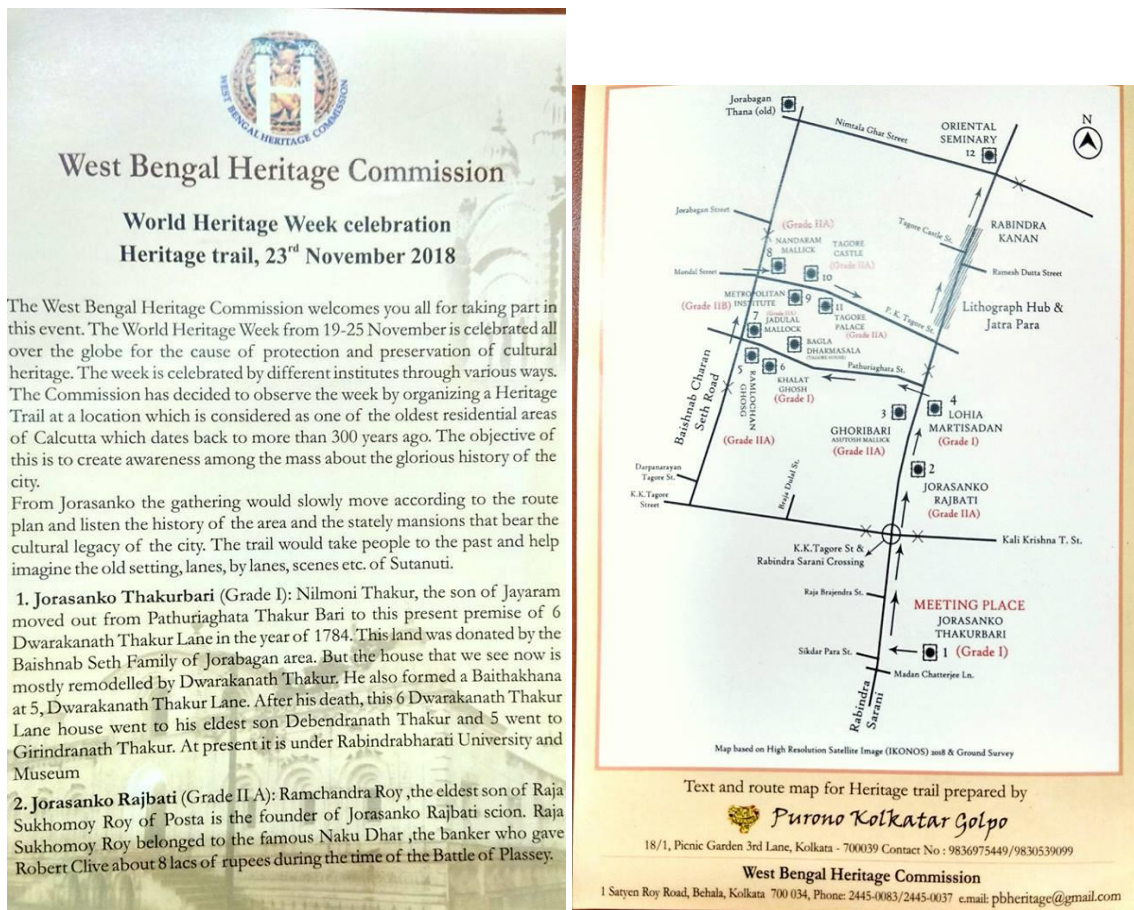 WEST BENGAL HERITAGE COMMISSION
West Bengal Heritage Commission
World Heritage Week celebration
Heritage trail, 23rd November 2018
The West Bengal Heritage Commission welcomes you all for taking part in
this event. The World Heritage Week from 19-25 November is celebrated all
over the globe for the cause of protection and preservation of cultural
heritage. The week is celebrated by different institutes through various ways.
The Commission has decided to observe the week by organizing a Heritage
Trail at a location which is considered as one of the oldest residential areas
of Calcutta which dates back to more than 300 years ago. The objective of
this is to create awareness among the mass about the glorious history of the
city.
From Jorasanko the gathering would slowly move according to the route
plan and listen the history of the area and the stately mansions that bear the
cultural legacy of the city. The trail would take people to the past and help
imagine the old setting, lanes, by lanes, scenes etc. of Sutanuti.
1. Jorasanko Thakurbari (Grade I): Nilmoni Thakur, the son of Jayaram
moved out from Pathuriaghata Thakur Bari to this present premise of 6
Dwarakanath Thakur Lane in the year of 1784. This land was donated by the
Baishnab Seth Family of Jorabagan area. But the house that we see now is
mostly remodelled by Dwarakanath Thakur. He also formed a Baithakhana
at 5, Dwarakanath Thakur Lane. After his death, this 6 Dwarakanath Thakur
Lane house went to his eldest son Debendranath Thakur and 5 went to
Girindranath Thakur. At present it is under Rabindrabharati University and
Museum
2. Jorasanko Rajbati (Grade II A): Ramchandra Roy ,the eldest son of Raja
Sukhomoy Roy of Posta is the founder of Jorasanko Rajbati scion. Raja
Sukhomoy Roy belonged to the famous Naku Dhar ,the banker who gave
Robert Clive about 8 lacs of rupees during the time of the Battle of Plassey.
Jorabagan
Thana (old)
Nimtala Ghat Street
ORIENTAL
SEMINARY
12
N
Jorabagan Street
(Grade IIA)
NANDARAM
MALLICK
8
TAGORE
CASTLE
(Grade IIA)
10
Tagore Castle St.
RABINDRA
KANAN
Mundal Street
Ramesh Dutta Street
METROPOLITAN
INSTITUTE
(Grade IIB)
9
11
TAGORE
PALACE
(Grade IIA)
P. K. Tagore St.
Lithograph Hub &
Jatra Para
7
(Grade IIA)
JADULAL
MALLOCK
BAGLA
DHARMASALA
(TAGORE HOUSE)
Pathuriaghata St.
5
RAMLOCHAN
GHOSG
(Grade IIA)
6
KHALAT
GHOSH
(Grade I)
Baishnab Charan
Seth Road
3
GHORIBARI
ASUTOSH MALLICK
(Grade IIA)
4
LOHIA
MARTISADAN
(Grade I)
2
JORASANKO
RAJBATI
(Grade IIA)
Darpanarayan
Tagore St.
K.K.Tagore
Street
Braja Dulal St.
Kali Krishna T. St.
K.K.Tagore St &
Rabindra Sarani Crossing
Raja Brajendra St.
MEETING PLACE
JORASANKO
THAKURBARI
1 (Grade I)
Sikdar Para St.
Madan Chatterjee Ln.
Rabindra
Sarani
Map based on High Resolution Satellite Image (IKONOS) 2018 & Ground Survey
Text and route map for Heritage trail prepared by
Purono Kolkatar Golpo
18/1, Picnic Garden 3rd Lane, Kolkata - 700039 Contact No : 9836975449/9830539099
West Bengal Heritage Commission
1 Satyen Roy Road, Behala, Kolkata 700 034, Phone: 2445-0083/2445-0037 e.mail: pbheritage@gmail.com